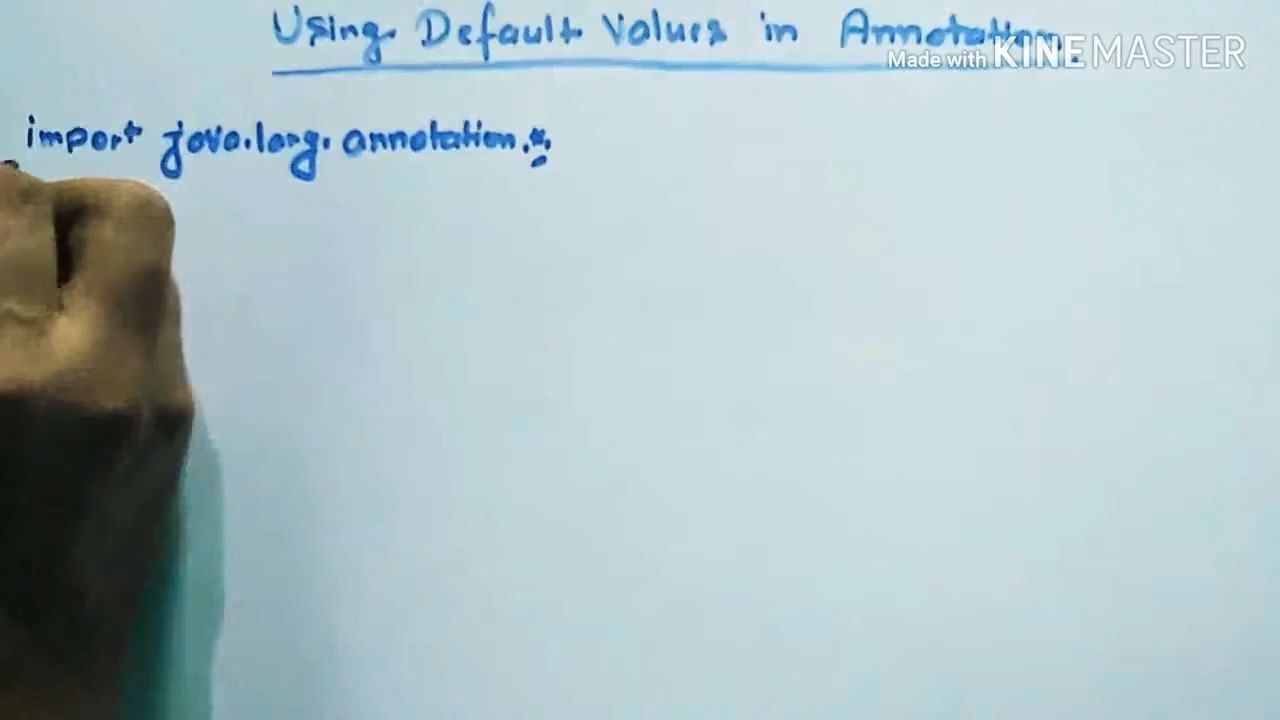 Using Default Values in Annotation.
Made with KINEMASTER
import java.lang.annotation.*;